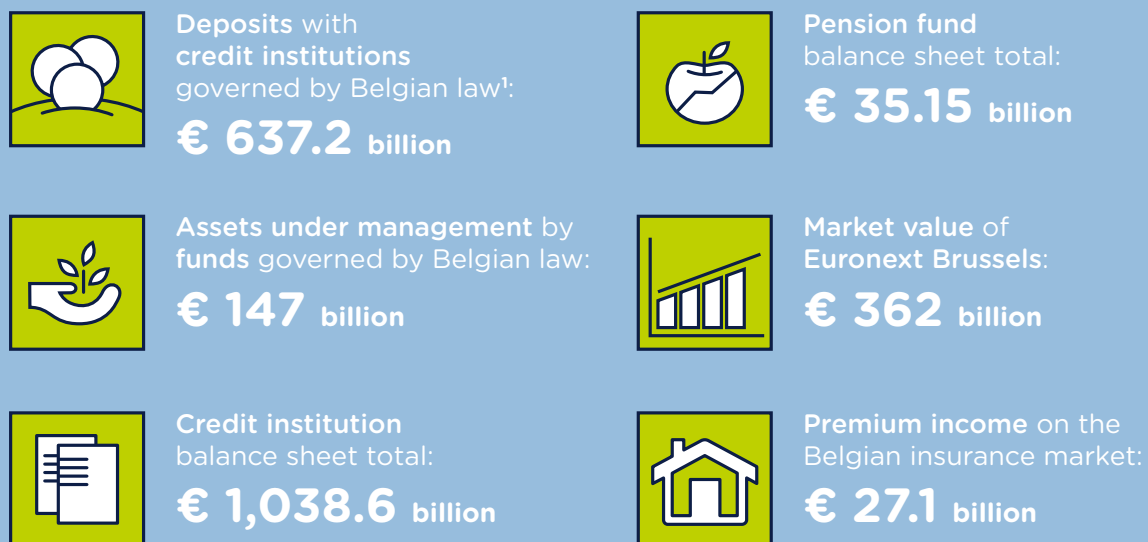 Deposits with
credit institutions
governed by Belgian law¹:
€ 637.2 billion
Pension fund
balance sheet total:
€ 35.15 billion
Assets under management by
funds governed by Belgian law:
€ 147 billion
Market value of
Euronext Brussels:
€ 362 billion
Credit institution
balance sheet total:
€ 1,038.6 billion
Premium income on the
Belgian insurance market:
€ 27.1 billion